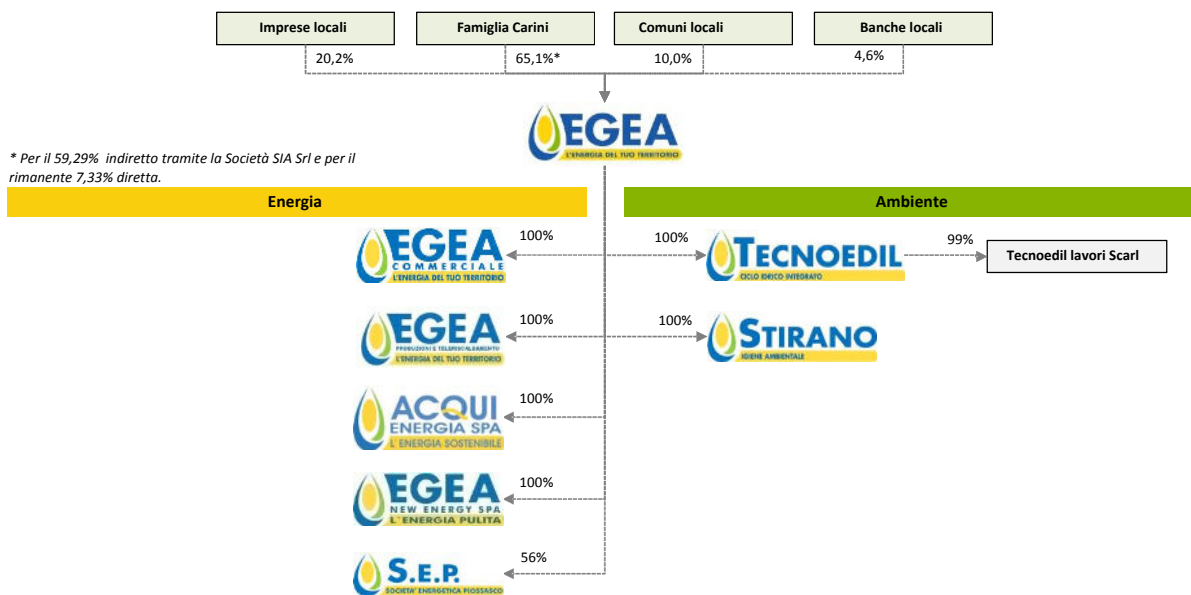 Imprese locali
Famiglia Carini
Comuni locali
Banche locali
20,2%
65,1%*
10,0%
4,6%
EGEA
L'ENERGIA DEL TUO TERRITORIO
* Per il 59,29% indiretto tramite la Società SIA Srl e per il
rimanente 7,33% diretta.
Energia
Ambiente
EGEA
COMMERCIALE
L'ENERGIA DEL TUO TERRITORIO
100%
100%
TECNOEDIL
CICLO IDRICO INTEGRATO
99%
Tecnoedil lavori Scarl
EGEA
PRODUZIONI E TELERISCALDAMENTO
L'ENERGIA DEL TUO TERRITORIO
100%
100%
STIRANO
IGIENE AMBIENTALE
ACQUI
ENERGIA SPA
L'ENERGIA SOSTENIBILE
100%
EGEA
NEW ENERGY SPA
L'ENERGIA PULITA
100%
S.E.P.
SOCIETA' ENERGETICA PIOSSASCO
56%